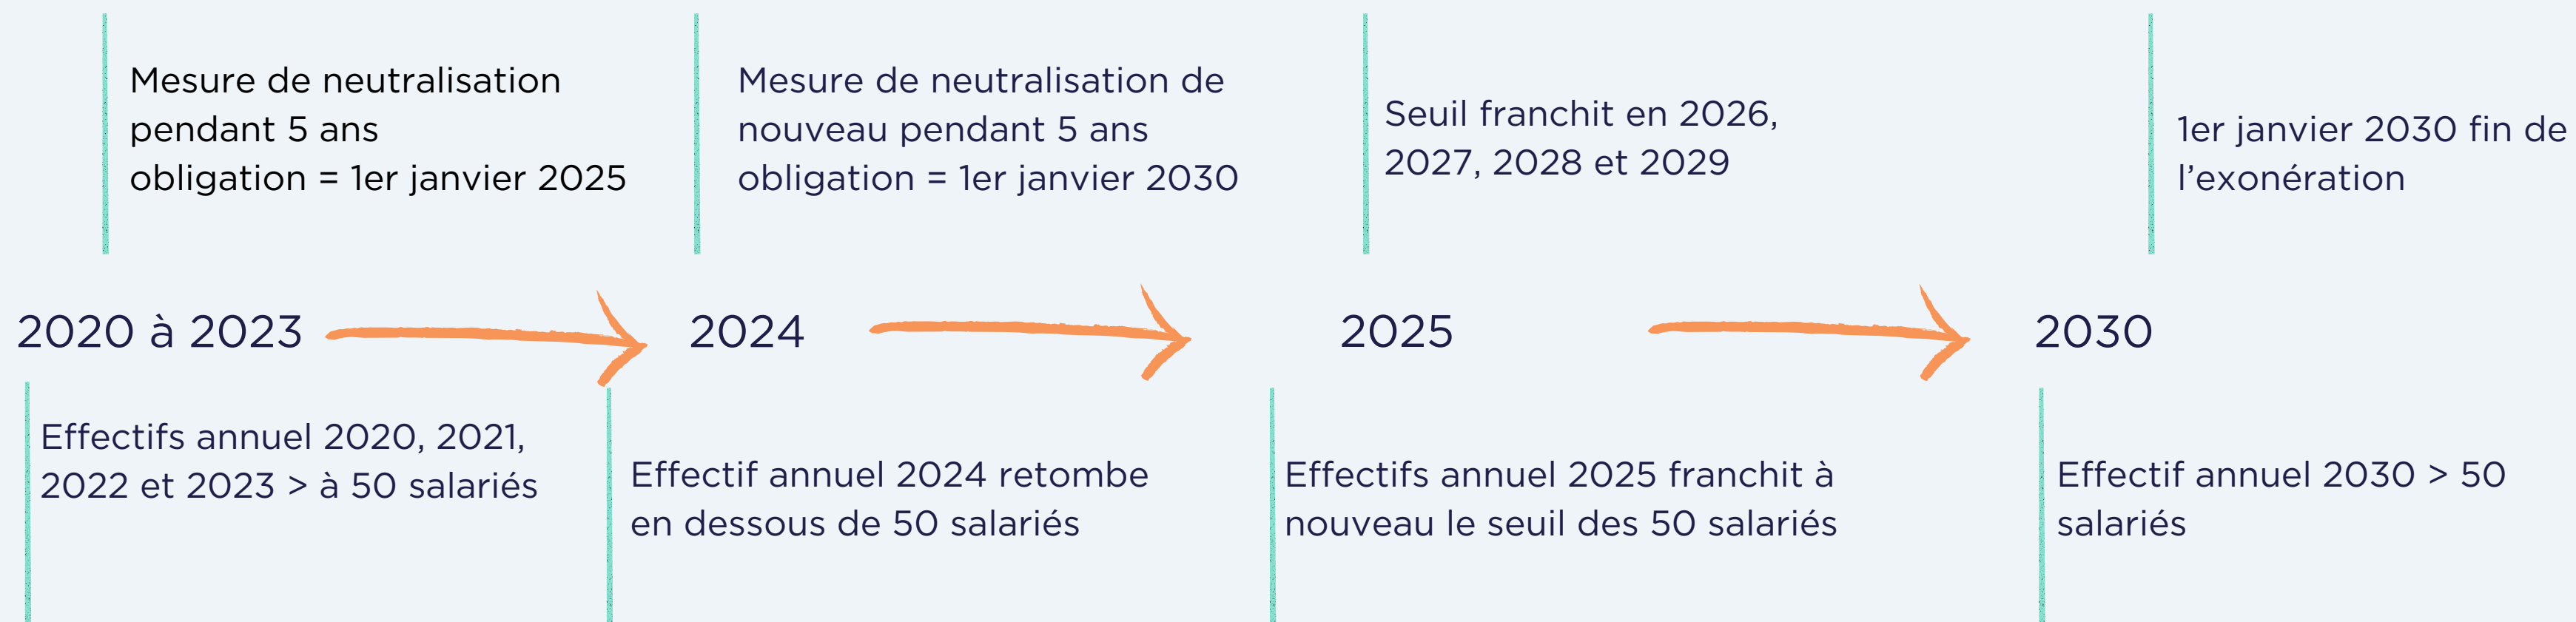 Mesure de neutralisation
pendant 5 ans
obligation = 1er janvier 2025
Mesure de neutralisation de
nouveau pendant 5 ans
obligation = 1er janvier 2030
Seuil franchit en 2026,
2027, 2028 et 2029
1er janvier 2030 fin de
l’exonération
2020 à 2023
2024
2025
2030
Effectifs annuel 2020, 2021,
2022 et 2023 > à 50 salariés
Effectif annuel 2024 retombe
en dessous de 50 salariés
Effectifs annuel 2025 franchit à
nouveau le seuil des 50 salariés
Effectif annuel 2030 > 50
salariés